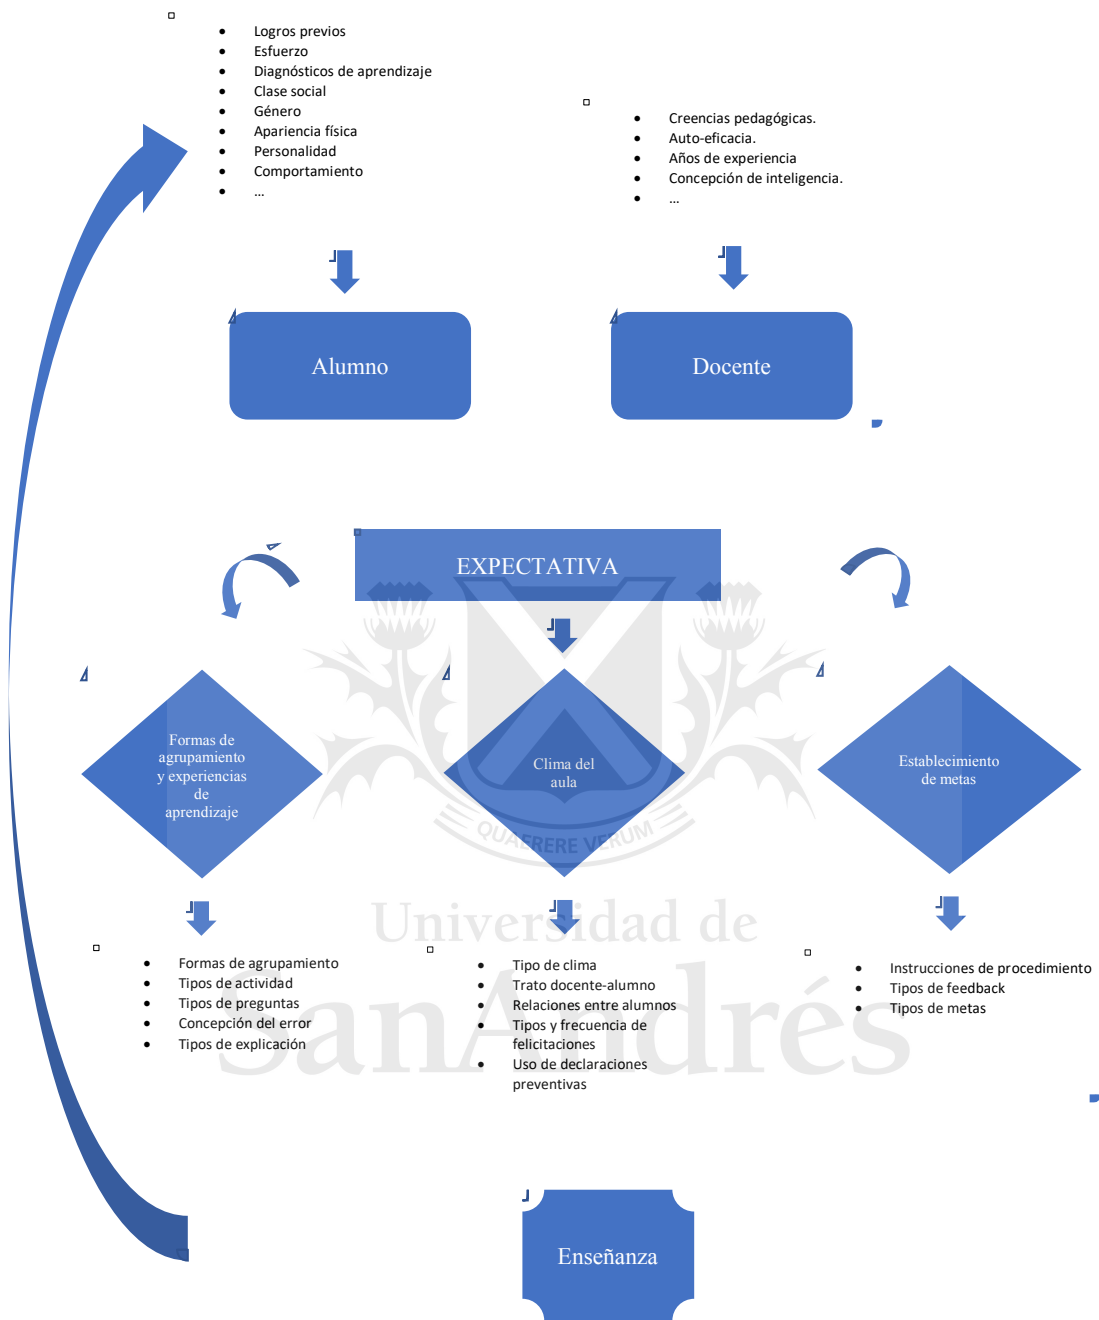 Logros previos
Esfuerzo
Diagnósticos de aprendizaje
Clase social
Género
Apariencia física
Personalidad
Comportamiento
...
Creencias pedagógicas.
Auto-eficacia.
Años de experiencia
Concepción de inteligencia.
...
Alumno
Docente
EXPECTATIVA
Formas de
agrupamiento
y experiencias
de
aprendizaje
Clima del
aula
Establecimiento
de metas
QUAERERE VERUM
Universidad de
SanAndrés
Formas de agrupamiento
Tipos de actividad
Tipos de preguntas
Concepción del error
Tipos de explicación
Tipo de clima
Trato docente-alumno
Relaciones entre alumnos
Tipos y frecuencia de
felicitaciones
Uso de declaraciones
preventivas
Instrucciones de procedimiento
Tipos de feedback
Tipos de metas
Enseñanza